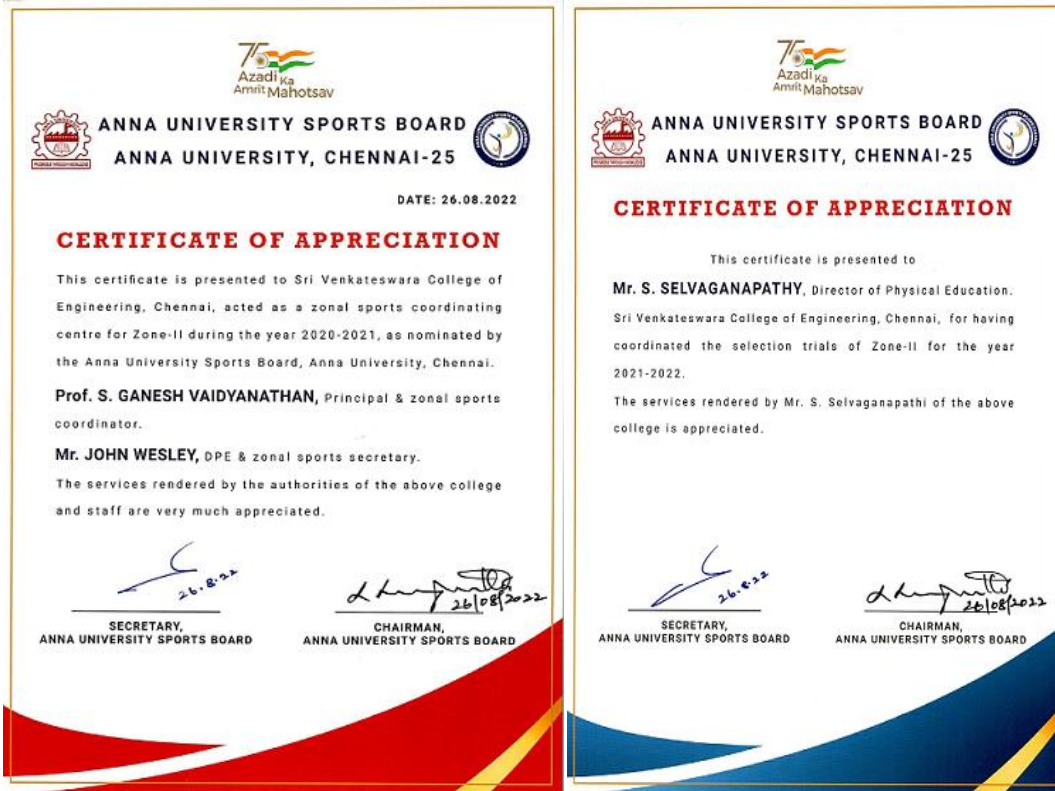 75
Azadi Ka
Amrit Mahotsav
ANNA UNIVERSITY SPORTS BOARD
ANNA UNIVERSITY, CHENNAI-25
DATE: 26.08.2022
CERTIFICATE OF APPRECIATION
This certificate is presented to Sri Venkateswara College of
Engineering, Chennai, acted as a zonal sports coordinating
centre for Zone-II during the year 2020-2021, as nominated by
the Anna University Sports Board, Anna University, Chennai.
Prof. S. GANESH VAIDYANATHAN, Principal & zonal sports
coordinator.
Mr. JOHN WESLEY, DPE & zonal sports secretary.
The services rendered by the authorities of the above college
and staff are very much appreciated.
26.8.22
26/08/2022
SECRETARY,
ANNA UNIVERSITY SPORTS BOARD
CHAIRMAN,
ANNA UNIVERSITY SPORTS BOARD
75
Azadi Ka
Amrit Mahotsav
ANNA UNIVERSITY SPORTS BOARD
ANNA UNIVERSITY, CHENNAI-25
CERTIFICATE OF APPRECIATION
This certificate is presented to
Mr. S. SELVAGANAPATHY, Director of Physical Education.
Sri Venkateswara College of Engineering, Chennai, for having
coordinated the selection trials of Zone-II for the year
2021-2022.
The services rendered by Mr. S. Selvaganapathi of the above
college is appreciated.
26.8.22
26/08/2022
SECRETARY,
ANNA UNIVERSITY SPORTS BOARD
CHAIRMAN,
ANNA UNIVERSITY SPORTS BOARD